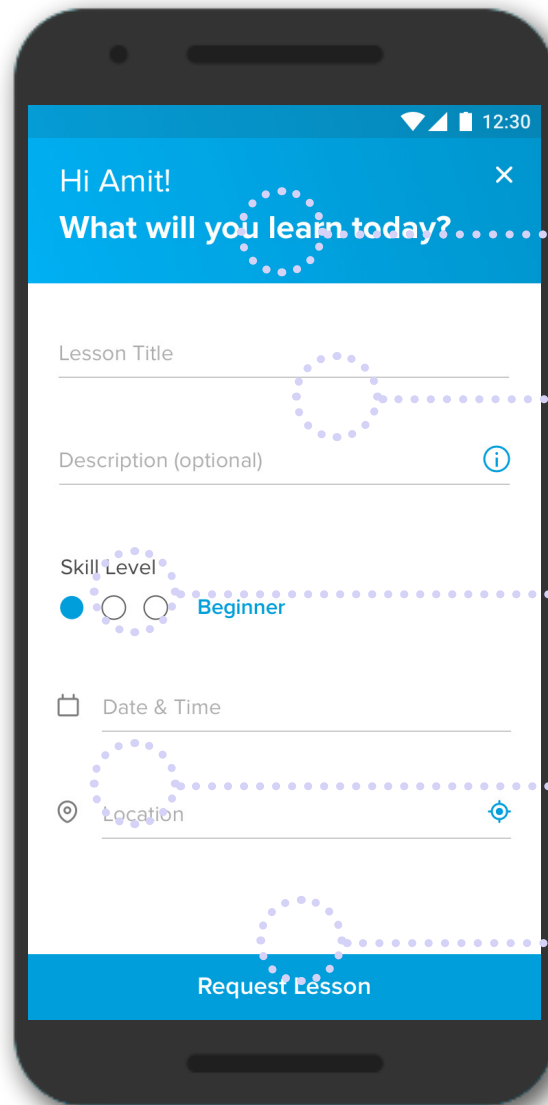 12:30
Hi Amit!
What will you learn today?
Lesson Title
Description (optional)
Skill Level
Beginner
Date & Time
Location
Request Lesson